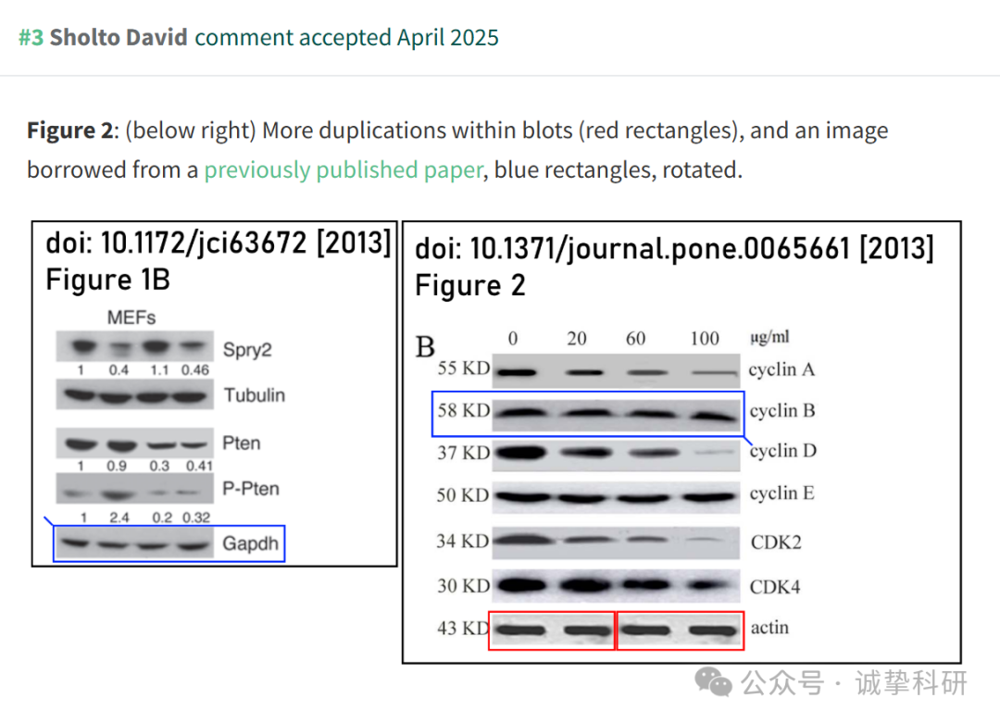 #3 Sholto David comment accepted April 2025
Figure 2: (below right) More duplications within blots (red rectangles), and an image
borrowed from a previously published paper, blue rectangles, rotated.
doi: 10.1172/jci63672 [2013]
Figure 1B
MEFs
Spry2
1 0.4 1.1 0.46
Tubulin
Pten
1 0.9 0.3 0.41
P-Pten
1 2.4 0.2 0.32
Gapdh
doi: 10.1371/journal.pone.0065661 [2013]
Figure 2
B
0 20 60 100 µg/ml
55 KD cyclin A
58 KD cyclin B
37 KD cyclin D
50 KD cyclin E
34 KD CDK2
30 KD CDK4
43 KD actin
公众号 · 诚挚科研